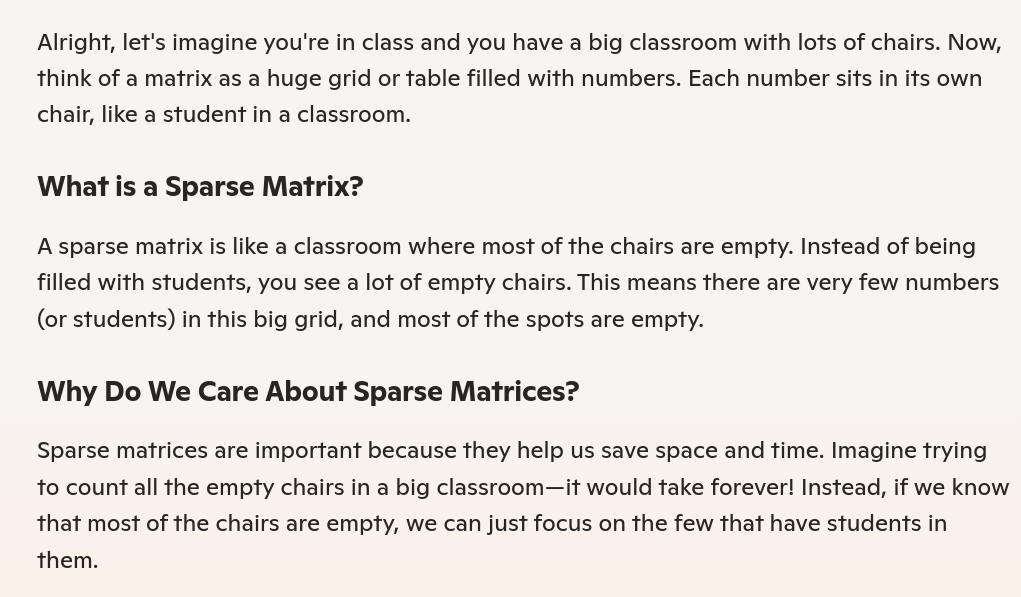 Alright, let's imagine you're in class and you have a big classroom with lots of chairs. Now,
think of a matrix as a huge grid or table filled with numbers. Each number sits in its own
chair, like a student in a classroom.
What is a Sparse Matrix?
A sparse matrix is like a classroom where most of the chairs are empty. Instead of being
filled with students, you see a lot of empty chairs. This means there are very few numbers
(or students) in this big grid, and most of the spots are empty.
Why Do We Care About Sparse Matrices?
Sparse matrices are important because they help us save space and time. Imagine trying
to count all the empty chairs in a big classroom—it would take forever! Instead, if we know
that most of the chairs are empty, we can just focus on the few that have students in
them.